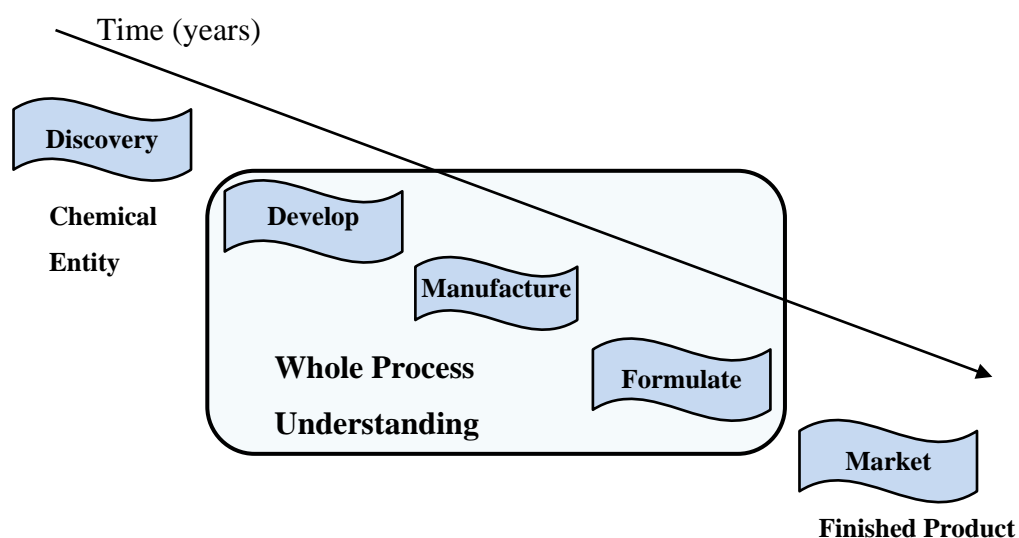 Time (years)
Discovery
Chemical
Entity
Develop
Manufacture
Whole Process
Understanding
Formulate
Market
Finished Product